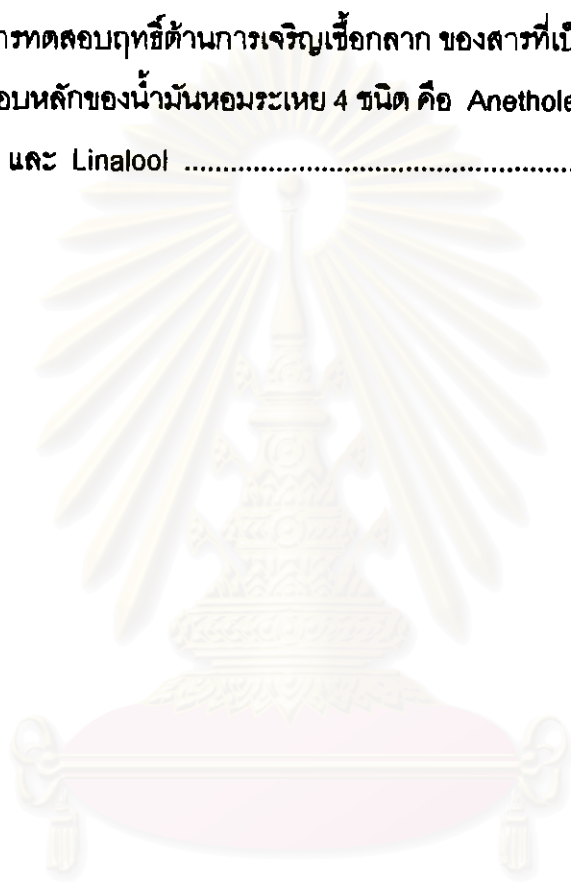 ารทดสอบฤทธิ์ต้านการเจริญเชื้อกลาก ของสารที่เป็
อบหลักของน้ำมันหอมระเหย 4 ชนิด คือ Anethole
และ Linalool ..................................................